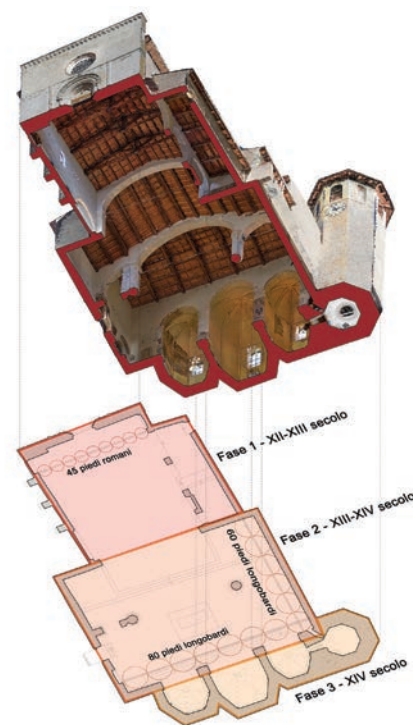 45 piedi romani
Fase 1 - XII-XIII secolo
60 piedi longobardi
Fase 2 - XIII-XIV secolo
80 piedi longobardi
Fase 3 - XIV secolo